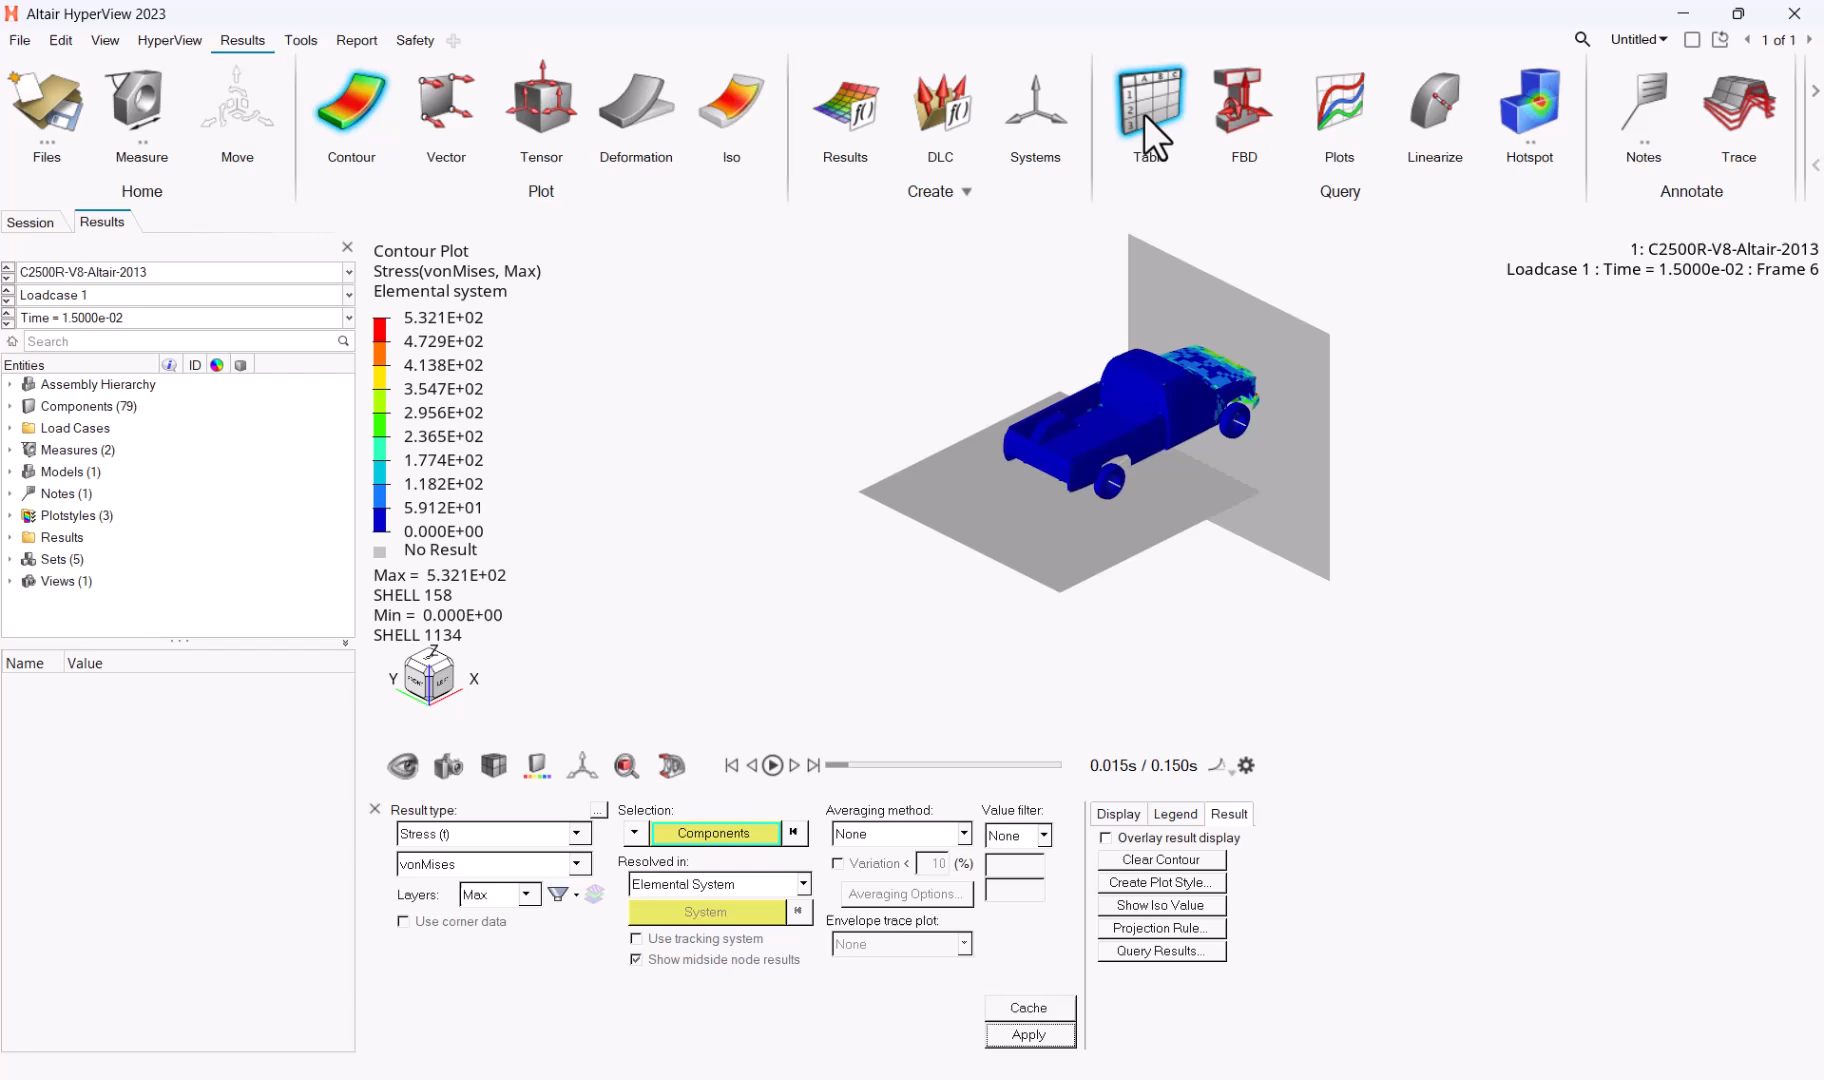 Altair HyperView 2023
File Edit View HyperView Results Tools Report Safety
Untitled 1 of 1
Files Measure Move Contour Vector Tensor Deformation Iso Results DLC Systems FBD Plots Linearize Hotspot Notes Trace
Home Plot Create Query Annotate
Session Results
C2500R-V8-Altair-2013
Loadcase 1
Time = 1.5000e-02
Search
Entities ID
Assembly Hierarchy
Components (79)
Load Cases
Measures (2)
Models (1)
Notes (1)
Plotstyles (3)
Results
Sets (5)
Views (1)
Name Value
Contour Plot
Stress(vonMises, Max)
Elemental system
5.321E+02
4.729E+02
4.138E+02
3.547E+02
2.956E+02
2.365E+02
1.774E+02
1.182E+02
5.912E+01
0.000E+00
No Result
Max = 5.321E+02
SHELL 158
Min = 0.000E+00
SHELL 1134
Z
Y X
FRONT LEFT
1: C2500R-V8-Altair-2013
Loadcase 1 : Time = 1.5000e-02 : Frame 6
0.015s / 0.150s
Result type: ...
Stress (t)
vonMises
Layers: Max
Use corner data
Selection:
Components
Resolved in:
Elemental System
System
Use tracking system
Show midside node results
Averaging method:
None
Variation < 10 (%)
Averaging Options...
Envelope trace plot:
None
Value filter:
None
Cache
Apply
Display Legend Result
Overlay result display
Clear Contour
Create Plot Style...
Show Iso Value
Projection Rule...
Query Results...